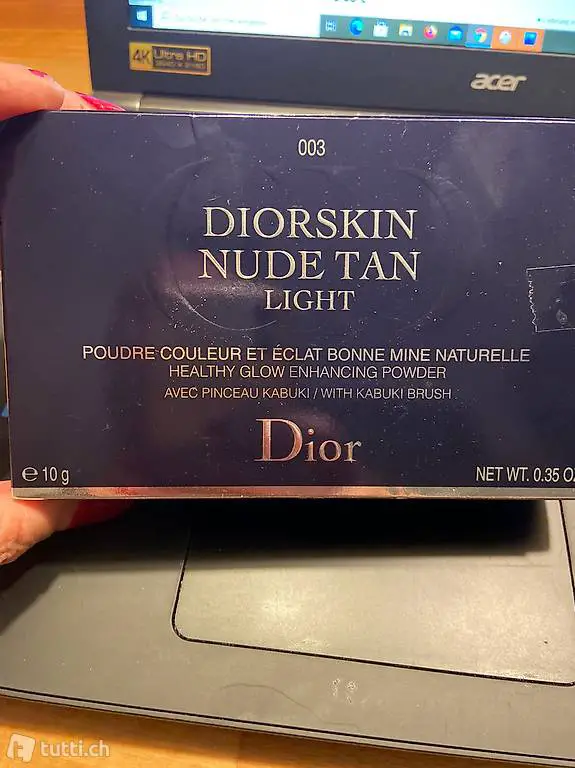 4K Ultra HD
acer
003
DIORSKIN
NUDE TAN
LIGHT
POUDRE COULEUR ET ÉCLAT BONNE MINE NATURELLE
HEALTHY GLOW ENHANCING POWDER
AVEC PINCEAU KABUKI / WITH KABUKI BRUSH
Dior
e 10 g
NET WT. 0.35 OZ
tutti.ch